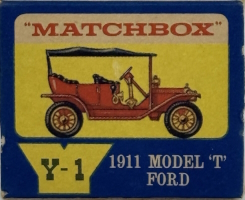 "MATCHBOX"
Y-1
1911 MODEL 'T'
FORD